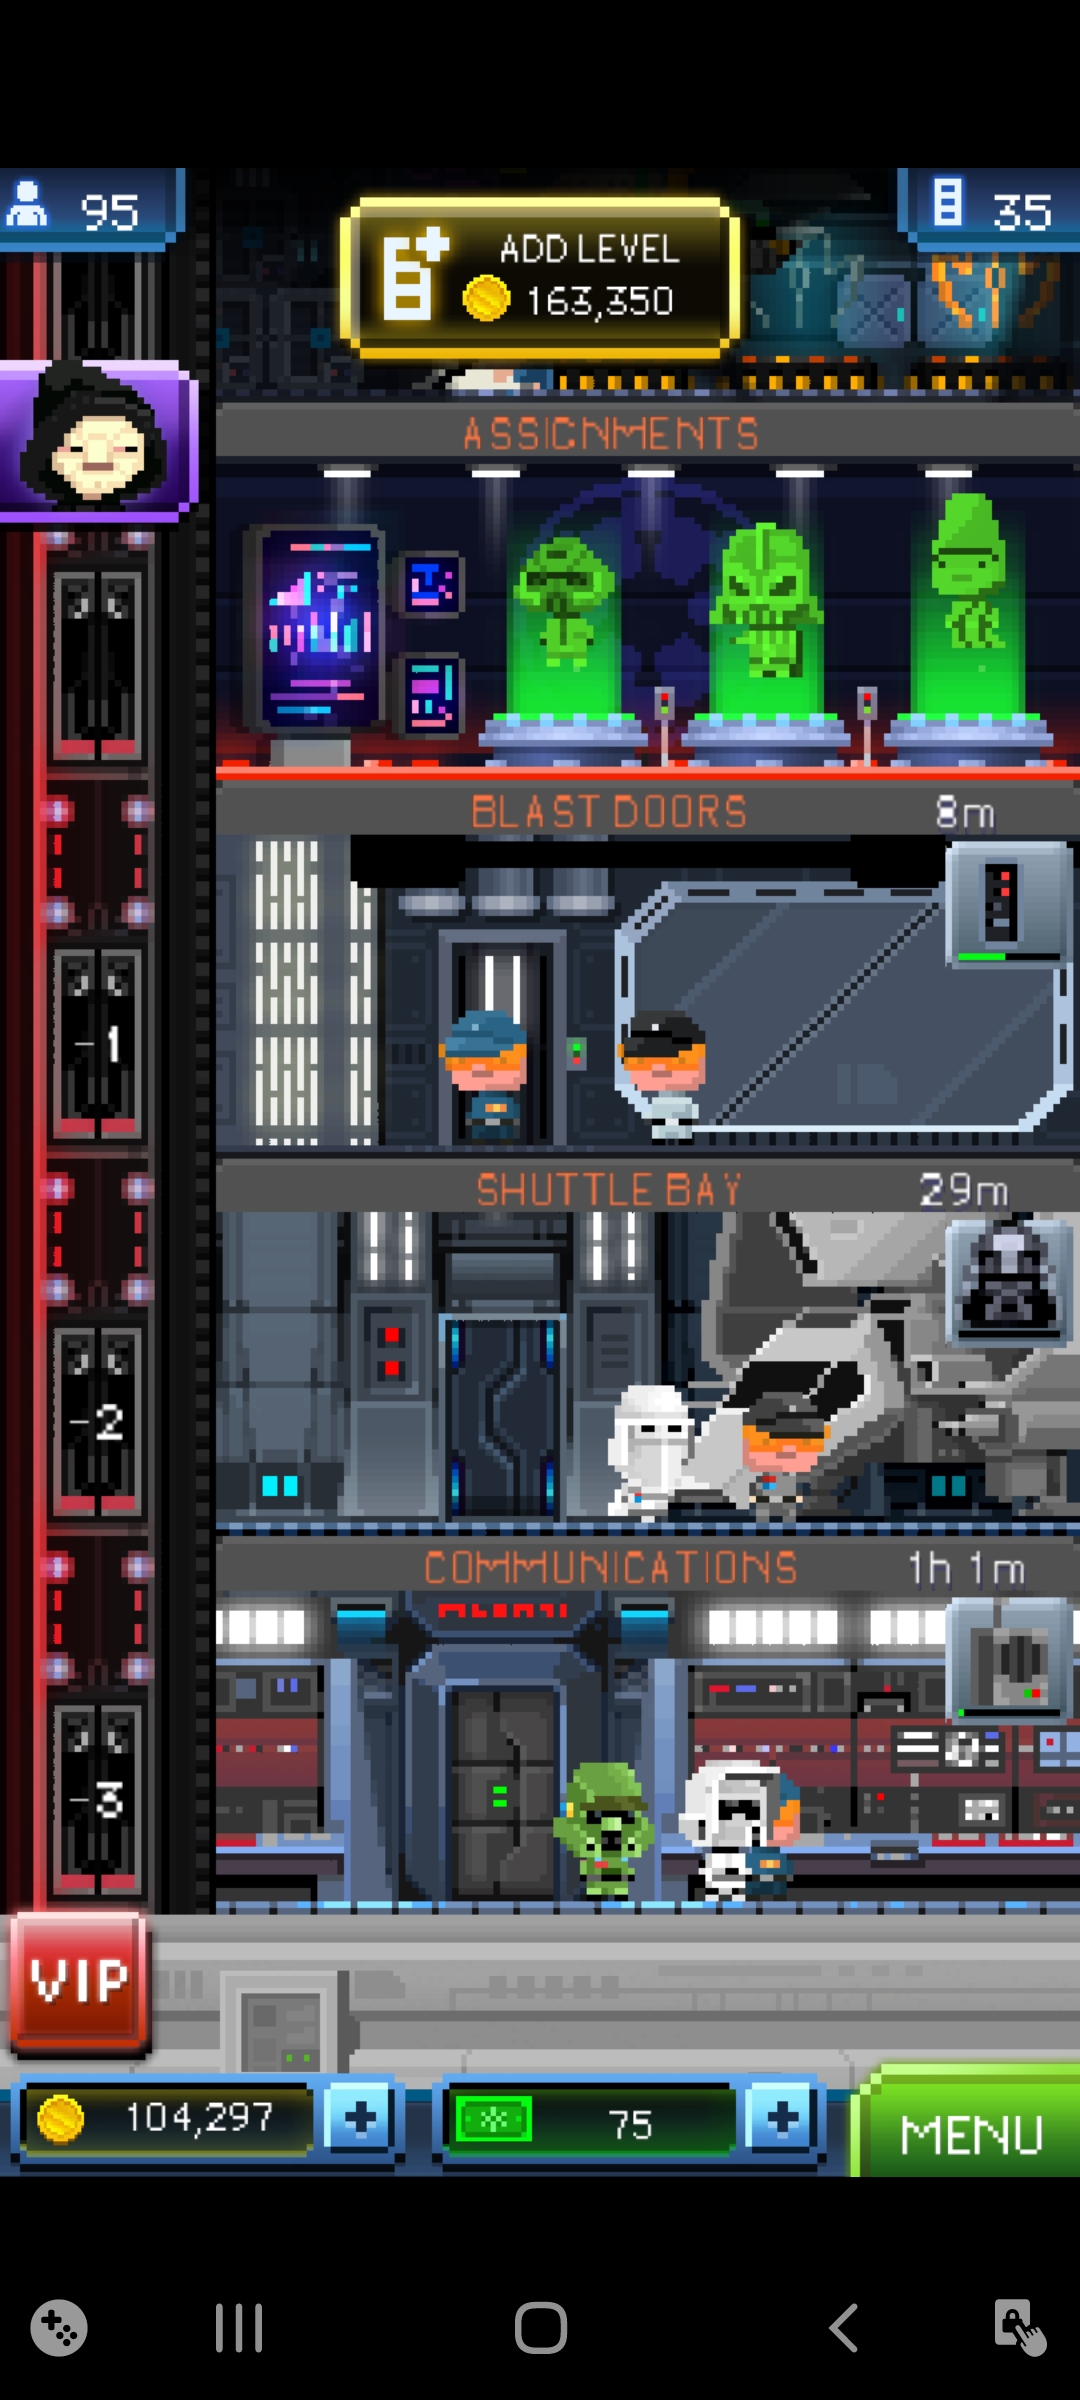 95
ADD LEVEL
163,350
35
ASSIGNMENTS
BLAST DOORS 8m
-1
SHUTTLE BAY 29m
-2
COMMUNICATIONS 1h 1m
-3
VIP
104,297
75
MENU